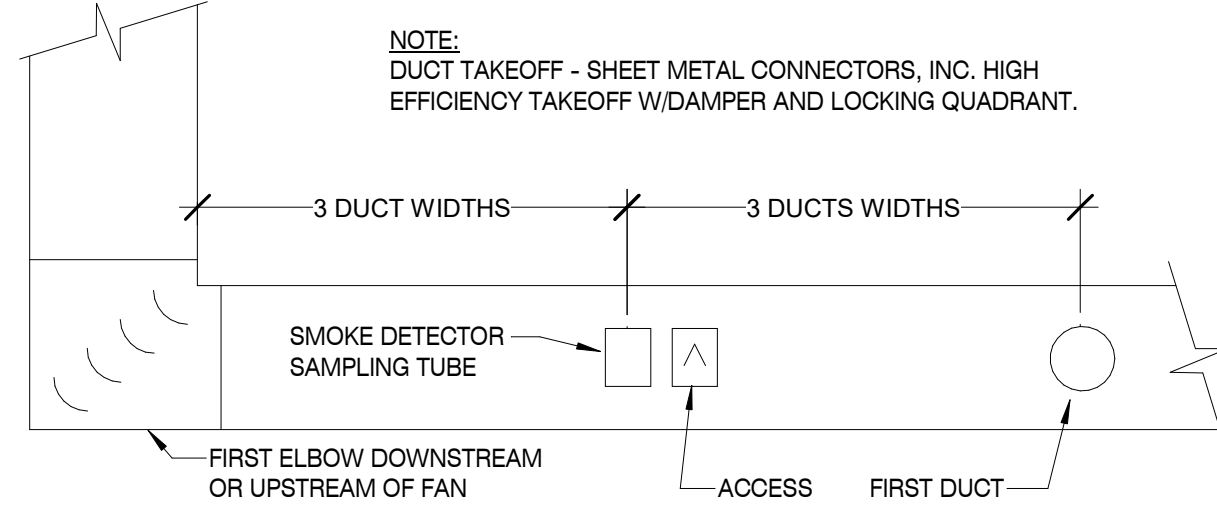 NOTE:
DUCT TAKEOFF - SHEET METAL CONNECTORS, INC. HIGH
EFFICIENCY TAKEOFF W/DAMPER AND LOCKING QUADRANT.
3 DUCT WIDTHS
3 DUCTS WIDTHS
SMOKE DETECTOR
SAMPLING TUBE
FIRST ELBOW DOWNSTREAM
OR UPSTREAM OF FAN
ACCESS
FIRST DUCT